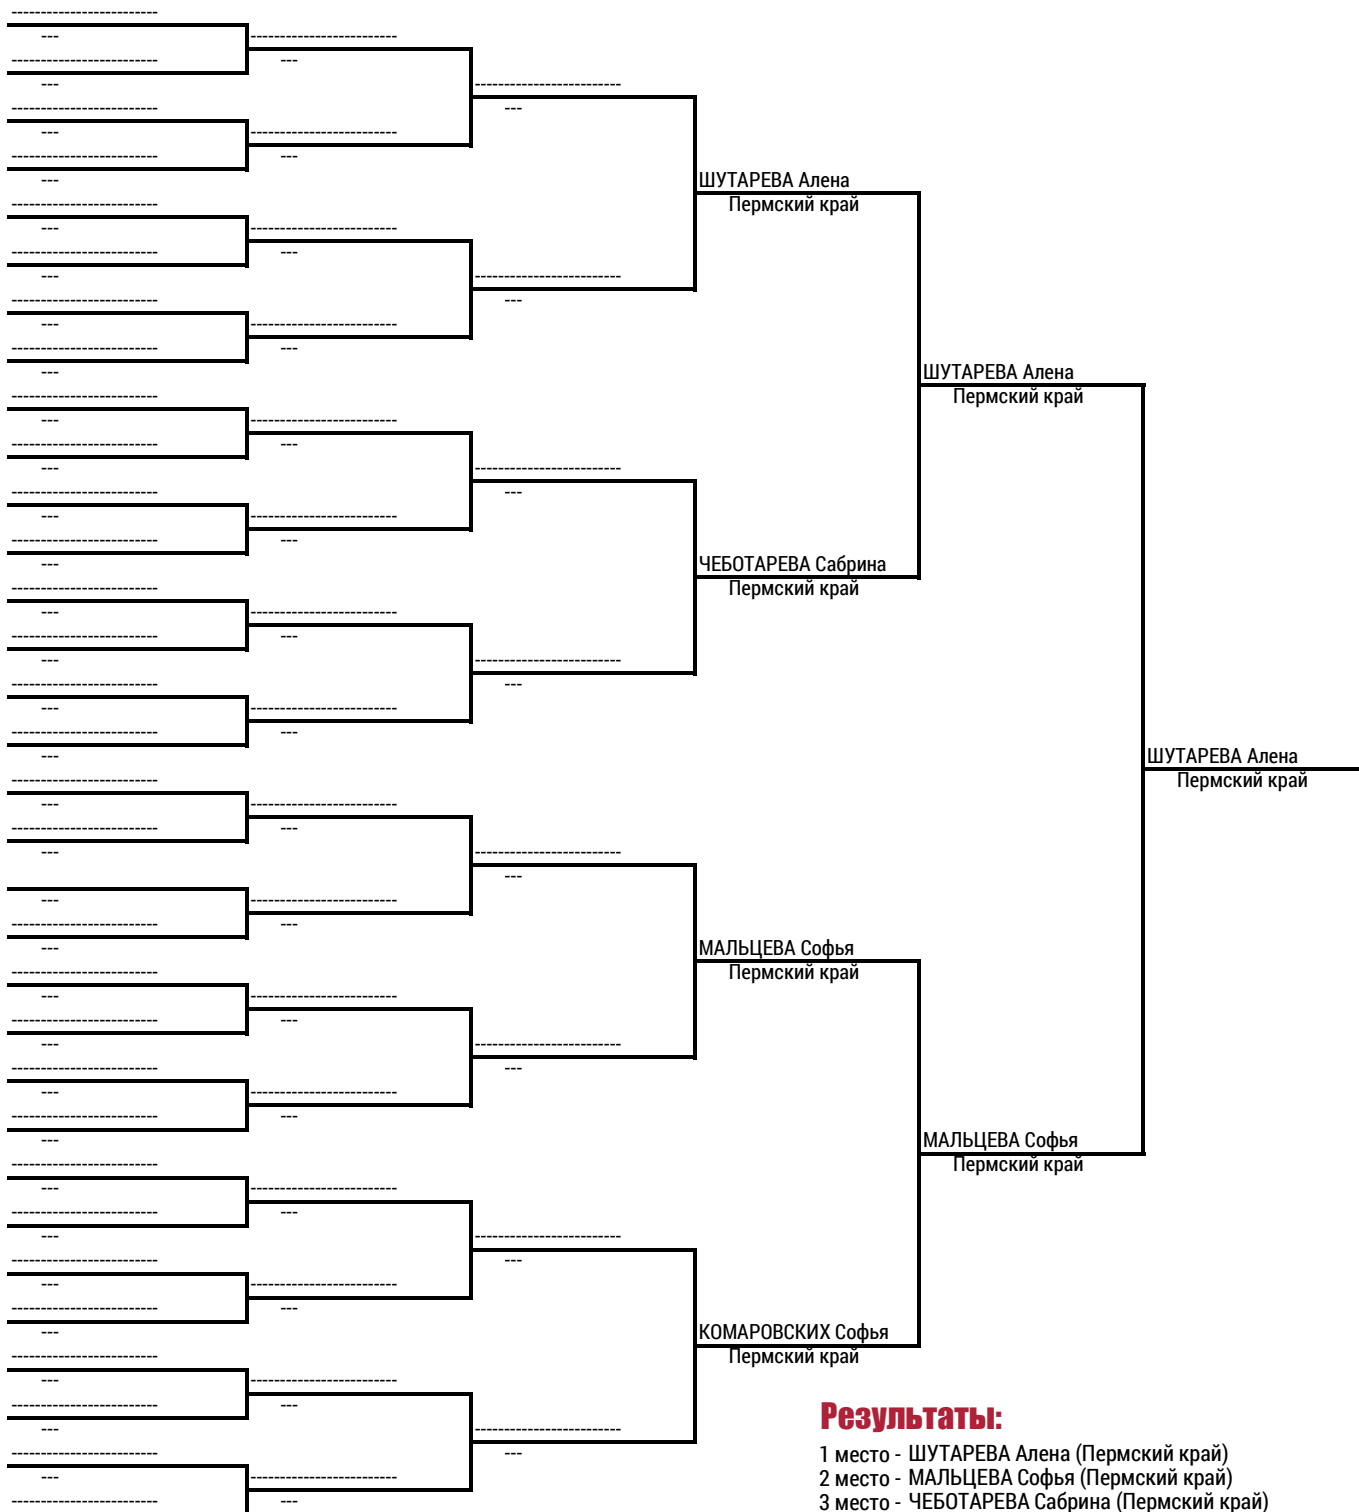 ШУТАРЕВА Алена
Пермский край
ШУТАРЕВА Алена
Пермский край
ЧЕБОТАРЕВА Сабрина
Пермский край
ШУТАРЕВА Алена
Пермский край
МАЛЬЦЕВА Софья
Пермский край
МАЛЬЦЕВА Софья
Пермский край
КОМАРОВСКИХ Софья
Пермский край
Результаты:
1 место - ШУТАРЕВА Алена (Пермский край)
2 место - МАЛЬЦЕВА Софья (Пермский край)
3 место - ЧЕБОТАРЕВА Сабрина (Пермский край)